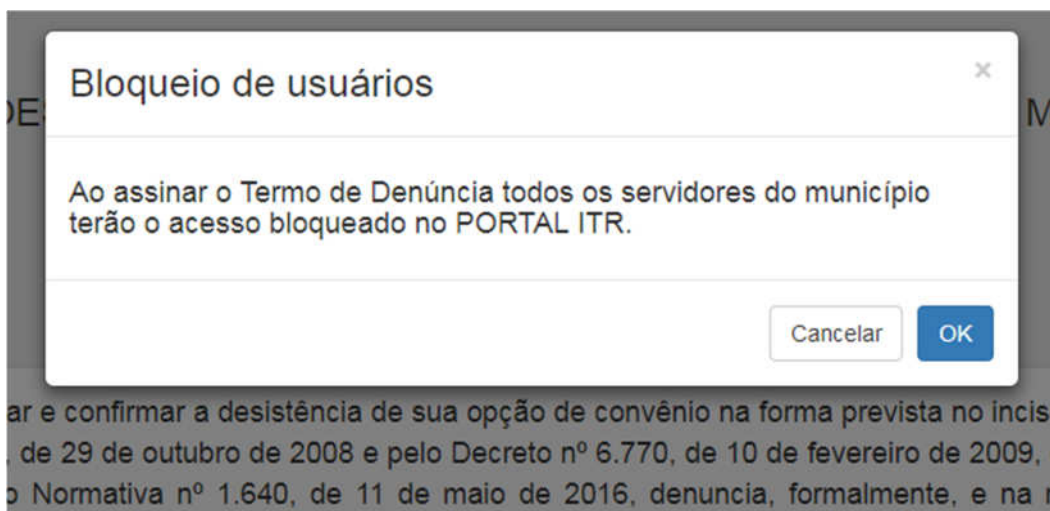 Bloqueio de usuários
×
Ao assinar o Termo de Denúncia todos os servidores do município
terão o acesso bloqueado no PORTAL ITR.
Cancelar OK
ar e confirmar a desistência de sua opção de convênio na forma prevista no incis
, de 29 de outubro de 2008 e pelo Decreto nº 6.770, de 10 de fevereiro de 2009,
Normativa nº 1.640, de 11 de maio de 2016, denuncia, formalmente, e na